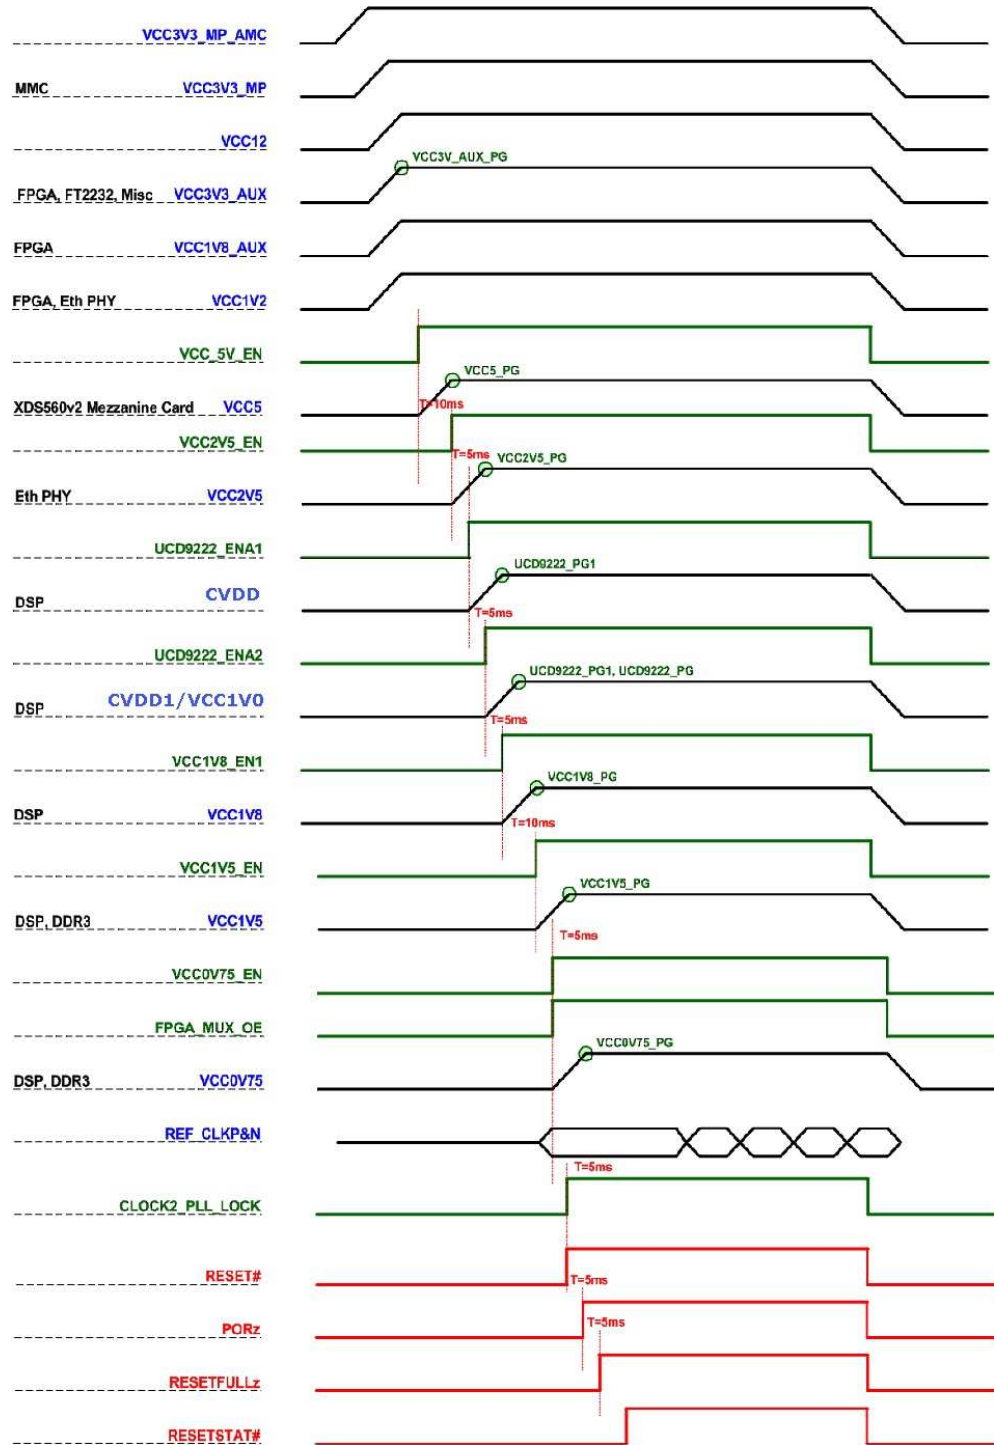 VCC3V3_MP_AMC
MMC VCC3V3_MP
VCC12
VCC3V_AUX_PG
FPGA, FT2232, Misc VCC3V3_AUX
FPGA VCC1V8_AUX
FPGA, Eth PHY VCC1V2
VCC_5V_EN
VCC5_PG
XDS560v2 Mezzanine Card VCC5 T=10ms
VCC2V5_EN
T=5ms VCC2V5_PG
Eth PHY VCC2V5
UCD9222_ENA1
UCD9222_PG1
DSP CVDD
T=5ms
UCD9222_ENA2
UCD9222_PG1, UCD9222_PG
DSP CVDD1/VCC1V0
T=5ms
VCC1V8_EN1
VCC1V8_PG
DSP VCC1V8
T=10ms
VCC1V5_EN
VCC1V5_PG
DSP, DDR3 VCC1V5
T=5ms
VCC0V75_EN
FPGA_MUX_OE
VCC0V75_PG
DSP, DDR3 VCC0V75
REF_CLKP&N
T=5ms
CLOCK2_PLL_LOCK
RESET#
T=5ms
PORz
T=5ms
RESETFULLz
RESETSTAT#